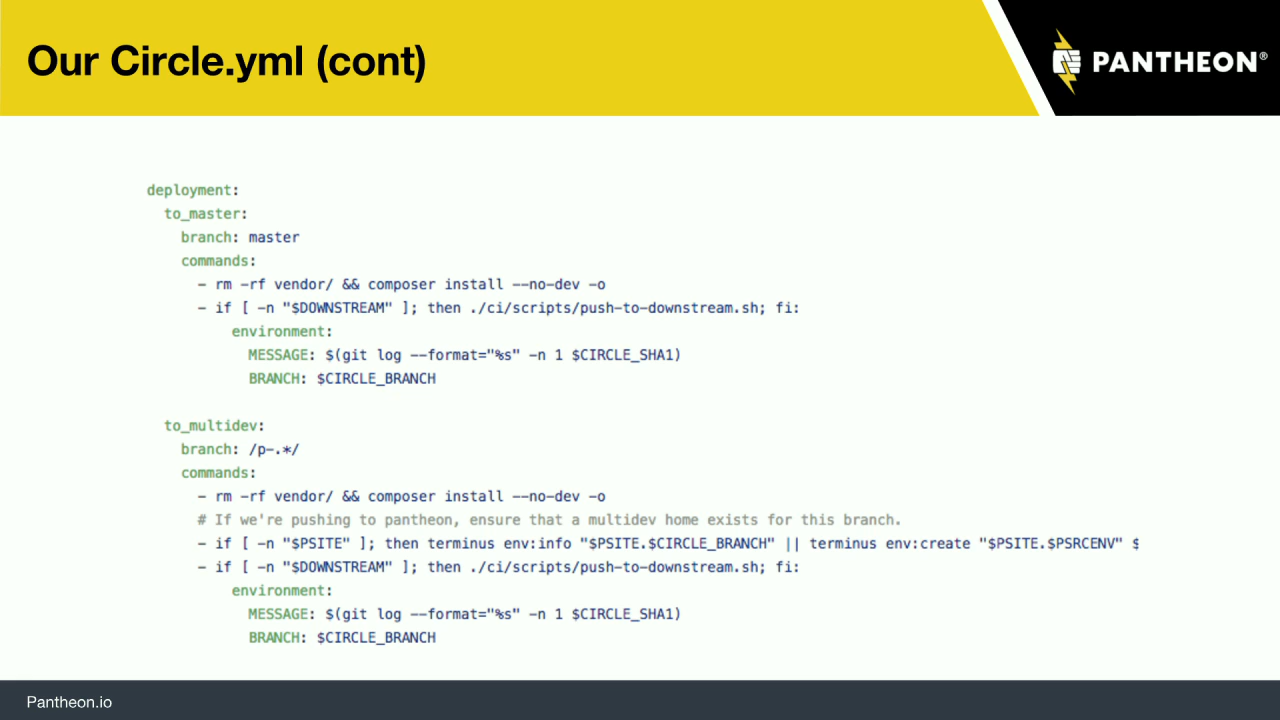 Our Circle.yml (cont)
PANTHEON®
deployment:
  to_master:
    branch: master
    commands:
      - rm -rf vendor/ && composer install --no-dev -o
      - if [ -n "$DOWNSTREAM" ]; then ./ci/scripts/push-to-downstream.sh; fi:
          environment:
            MESSAGE: $(git log --format="%s" -n 1 $CIRCLE_SHA1)
            BRANCH: $CIRCLE_BRANCH
  to_multidev:
    branch: /p-.*/
    commands:
      - rm -rf vendor/ && composer install --no-dev -o
      # If we're pushing to pantheon, ensure that a multidev home exists for this branch.
      - if [ -n "$PSITE" ]; then terminus env:info "$PSITE.$CIRCLE_BRANCH" || terminus env:create "$PSITE.$PSRCENV" $
      - if [ -n "$DOWNSTREAM" ]; then ./ci/scripts/push-to-downstream.sh; fi:
          environment:
            MESSAGE: $(git log --format="%s" -n 1 $CIRCLE_SHA1)
            BRANCH: $CIRCLE_BRANCH
Pantheon.io